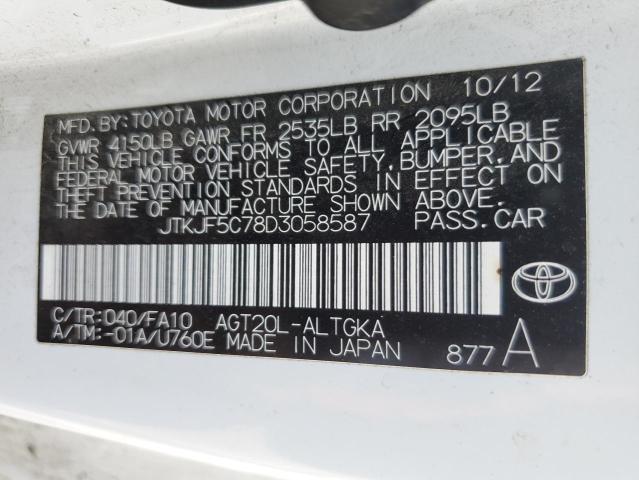 MFD. BY: TOYOTA MOTOR CORPORATION 10/12
GVWR 4150LB GAWR FR 2535LB RR 2095LB
THIS VEHICLE CONFORMS TO ALL APPLICABLE
FEDERAL MOTOR VEHICLE SAFETY, BUMPER, AND
THEFT PREVENTION STANDARDS IN EFFECT ON
THE DATE OF MANUFACTURE SHOWN ABOVE.
JTKJF5C78D3058587 PASS. CAR
C/TR: 040/FA10 AGT20L-ALTGKA
A/TM: -01A/U760E MADE IN JAPAN 877 A